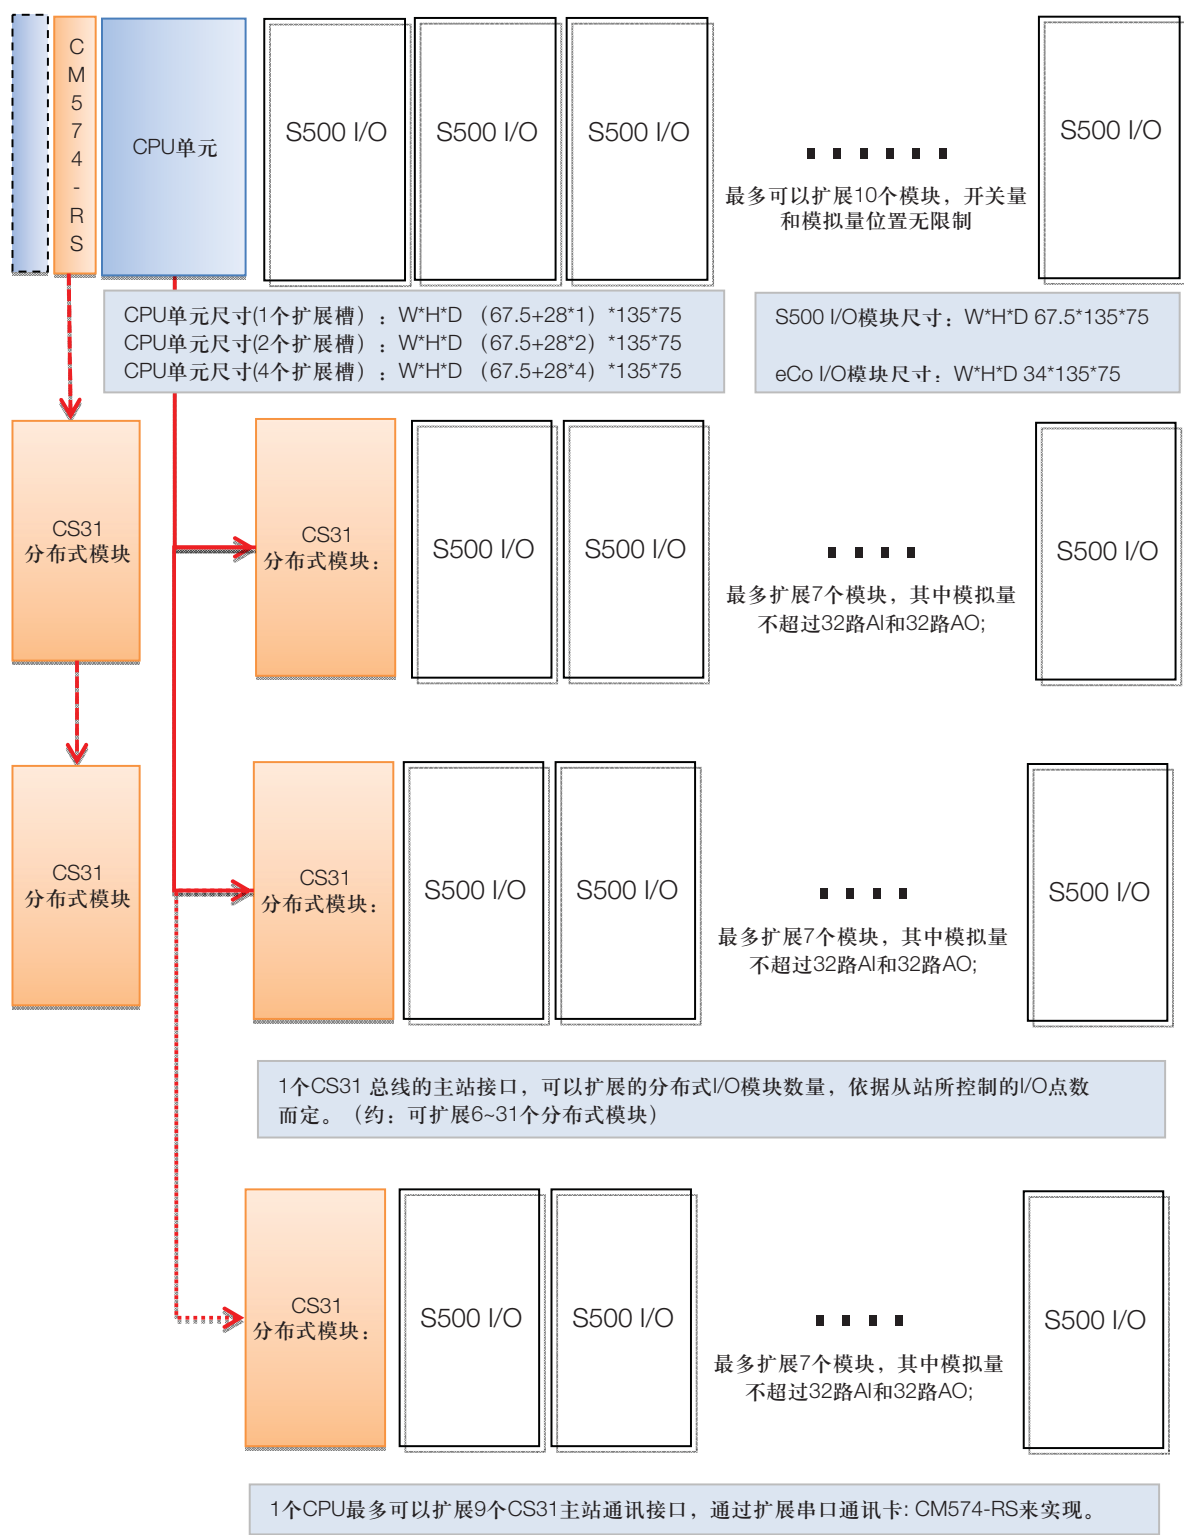 C
M
5
7
4
-
R
S
CPU单元
S500 I/O
S500 I/O
S500 I/O
S500 I/O
最多可以扩展10个模块，开关量
和模拟量位置无限制
CPU单元尺寸(1个扩展槽）：W*H*D （67.5+28*1）*135*75
CPU单元尺寸(2个扩展槽）：W*H*D （67.5+28*2）*135*75
CPU单元尺寸(4个扩展槽）：W*H*D （67.5+28*4）*135*75
S500 I/O模块尺寸：W*H*D 67.5*135*75
eCo I/O模块尺寸：W*H*D 34*135*75
CS31
分布式模块
CS31
分布式模块：
S500 I/O
S500 I/O
S500 I/O
最多扩展7个模块，其中模拟量
不超过32路AI和32路AO;
CS31
分布式模块
CS31
分布式模块：
S500 I/O
S500 I/O
S500 I/O
最多扩展7个模块，其中模拟量
不超过32路AI和32路AO;
1个CS31 总线的主站接口，可以扩展的分布式I/O模块数量，依据从站所控制的I/O点数
而定。（约：可扩展6~31个分布式模块）
CS31
分布式模块：
S500 I/O
S500 I/O
S500 I/O
最多扩展7个模块，其中模拟量
不超过32路AI和32路AO;
1个CPU最多可以扩展9个CS31主站通讯接口，通过扩展串口通讯卡: CM574-RS来实现。